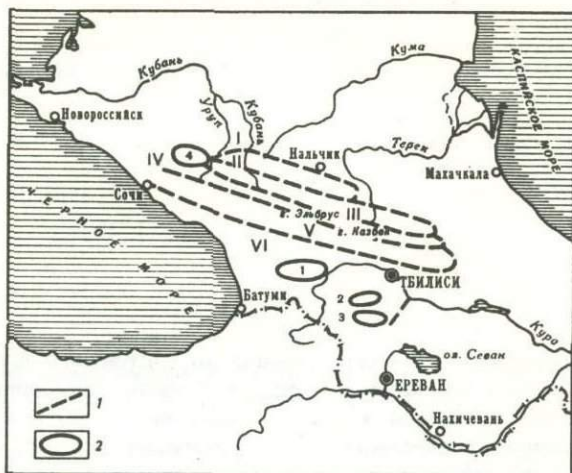 Кубань
Кума
КАСПИЙСКОЕ МОРЕ
Новороссийск
Уруп
Кубань
I
Терек
4
II
Нальчик
IV
Махачкала
Сочи
г. Эльбрус
III
V
г. Казбек
VI
ЧЕРНОЕ МОРЕ
1
ТБИЛИСИ
Батуми
2
3
Кура
оз. Севан
1
ЕРЕВАН
2
Нахичевань